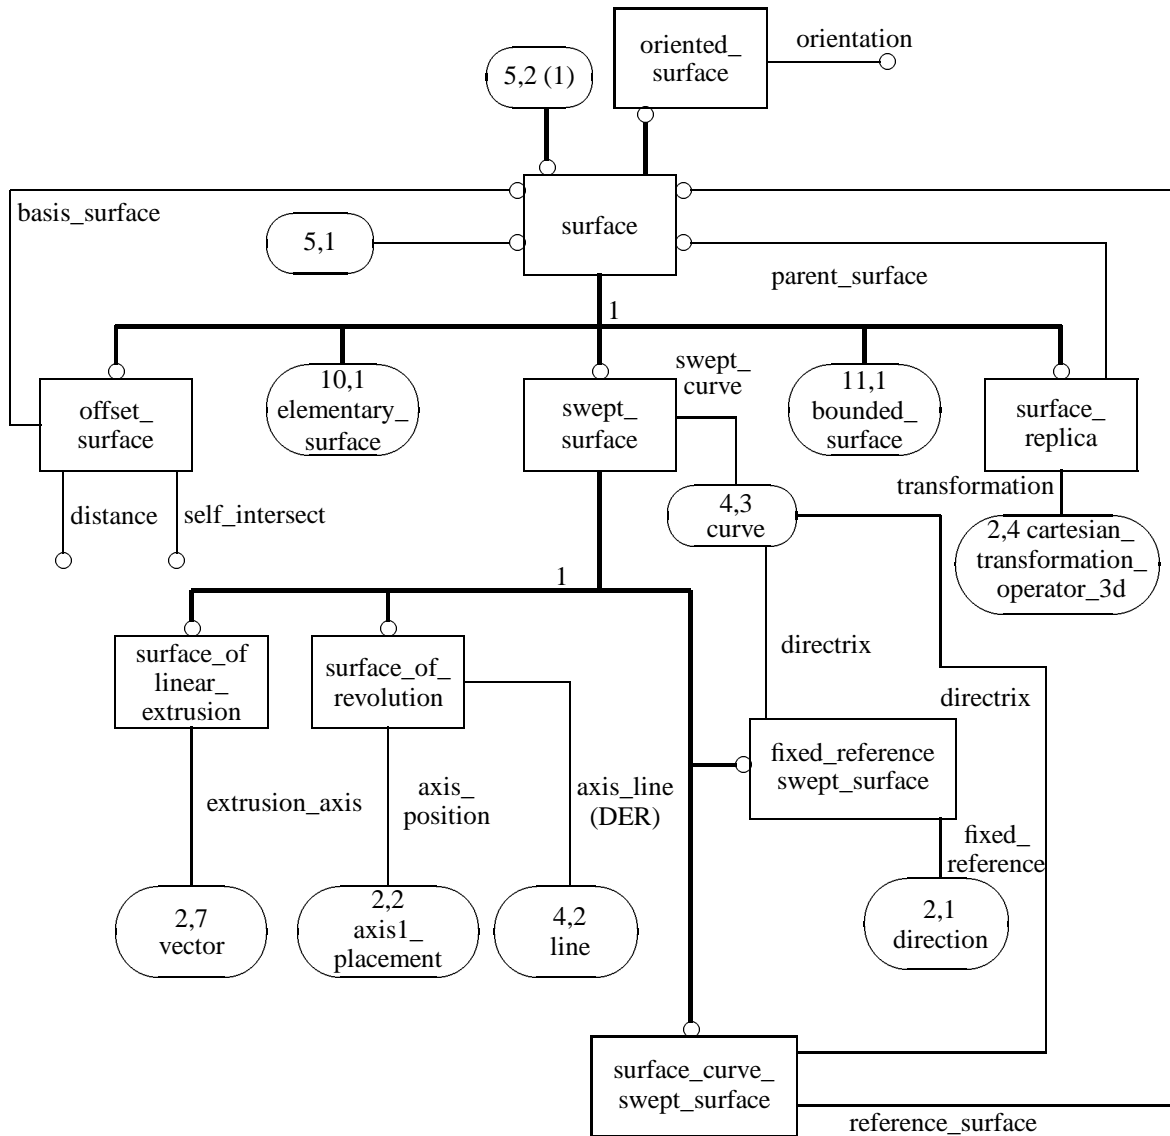 oriented_
surface
orientation
5,2 (1)
basis_surface
surface
5,1
parent_surface
1
offset_
surface
10,1
elementary_
surface
swept_
surface
swept_
curve
11,1
bounded_
surface
surface_
replica
distance
self_intersect
4,3
curve
transformation
2,4 cartesian_
transformation_
operator_3d
1
surface_of
linear_
extrusion
surface_of_
revolution
directrix
directrix
fixed_reference
swept_surface
extrusion_axis
axis_
position
axis_line
(DER)
fixed_
reference
2,7
vector
2,2
axis1_
placement
4,2
line
2,1
direction
surface_curve_
swept_surface
reference_surface